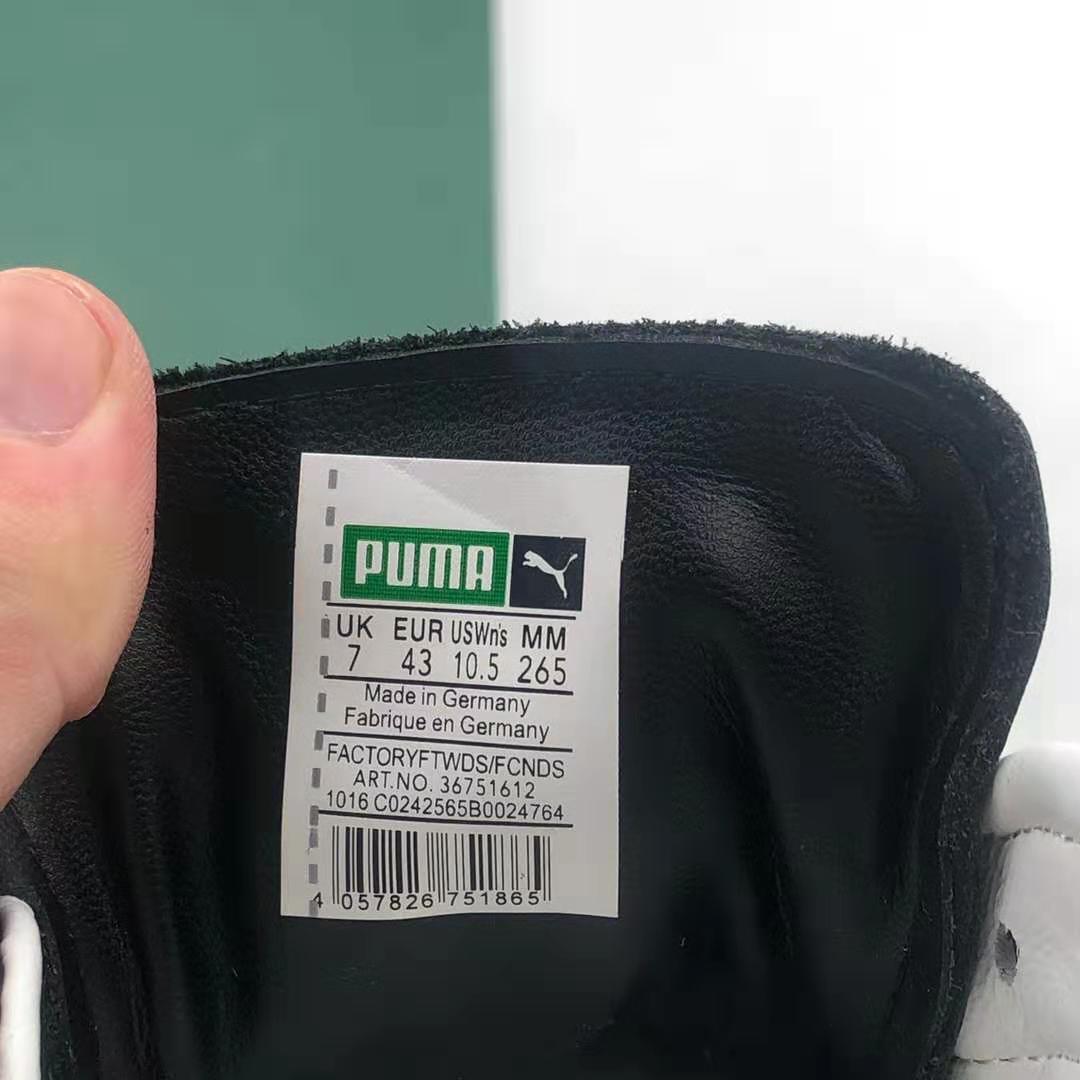 PUMA
UK EUR USWn's MM
7 43 10.5 265
Made in Germany
Fabrique en Germany
FACTORYFTWDS/FCNDS
ART.NO. 36751612
1016 C0242565B0024764
4 057826 751865